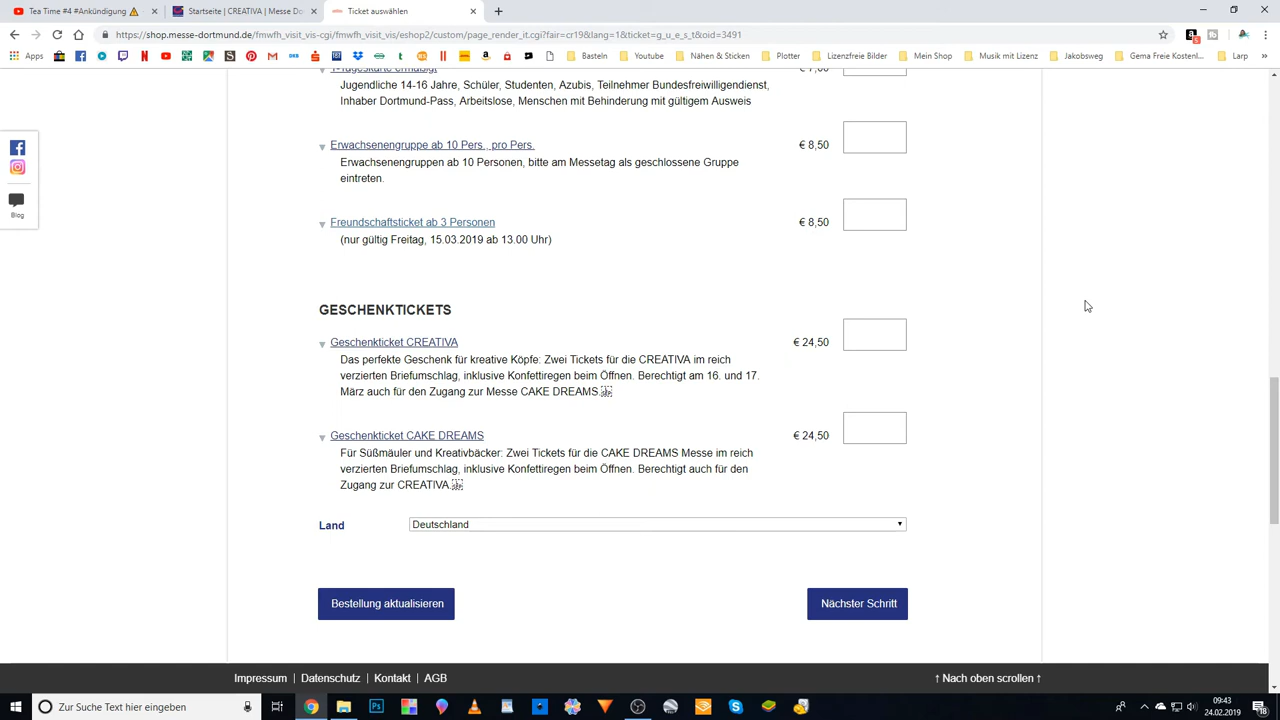 Tea Time #4 #Ankündigung
Startseite | CREATIVA | Messe Do
Ticket auswählen
https://shop.messe-dortmund.de/fmwfh_visit_vis-cgi/fmwfh_visit_vis/eshop2/custom/page_render_it.cgi?fair=cr19&lang=1&ticket=g_u_e_s_t&oid=3491
Apps
Basteln
Youtube
Nähen & Sticken
Plotter
Lizenzfreie Bilder
Mein Shop
Musik mit Lizenz
Jakobsweg
Gema Freie Kostenl...
Larp
1-Tageskarte ermäßigt
€ 7,00
Jugendliche 14-16 Jahre, Schüler, Studenten, Azubis, Teilnehmer Bundesfreiwilligendienst,
Inhaber Dortmund-Pass, Arbeitslose, Menschen mit Behinderung mit gültigem Ausweis
Erwachsenengruppe ab 10 Pers., pro Pers.
€ 8,50
Erwachsenengruppen ab 10 Personen, bitte am Messetag als geschlossene Gruppe
eintreten.
Blog
Freundschaftsticket ab 3 Personen
€ 8,50
(nur gültig Freitag, 15.03.2019 ab 13.00 Uhr)
GESCHENKTICKETS
Geschenkticket CREATIVA
€ 24,50
Das perfekte Geschenk für kreative Köpfe: Zwei Tickets für die CREATIVA im reich
verzierten Briefumschlag, inklusive Konfettiregen beim Öffnen. Berechtigt am 16. und 17.
März auch für den Zugang zur Messe CAKE DREAMS.
Geschenkticket CAKE DREAMS
€ 24,50
Für Süßmäuler und Kreativbäcker: Zwei Tickets für die CAKE DREAMS Messe im reich
verzierten Briefumschlag, inklusive Konfettiregen beim Öffnen. Berechtigt auch für den
Zugang zur CREATIVA.
Land
Deutschland
Bestellung aktualisieren
Nächster Schritt
Impressum | Datenschutz | Kontakt | AGB
↑ Nach oben scrollen ↑
Zur Suche Text hier eingeben
09:43
24.02.2019
18